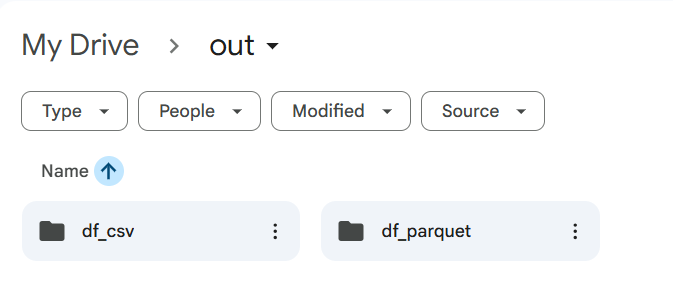 My Drive > out
Type People Modified Source
Name
df_csv df_parquet